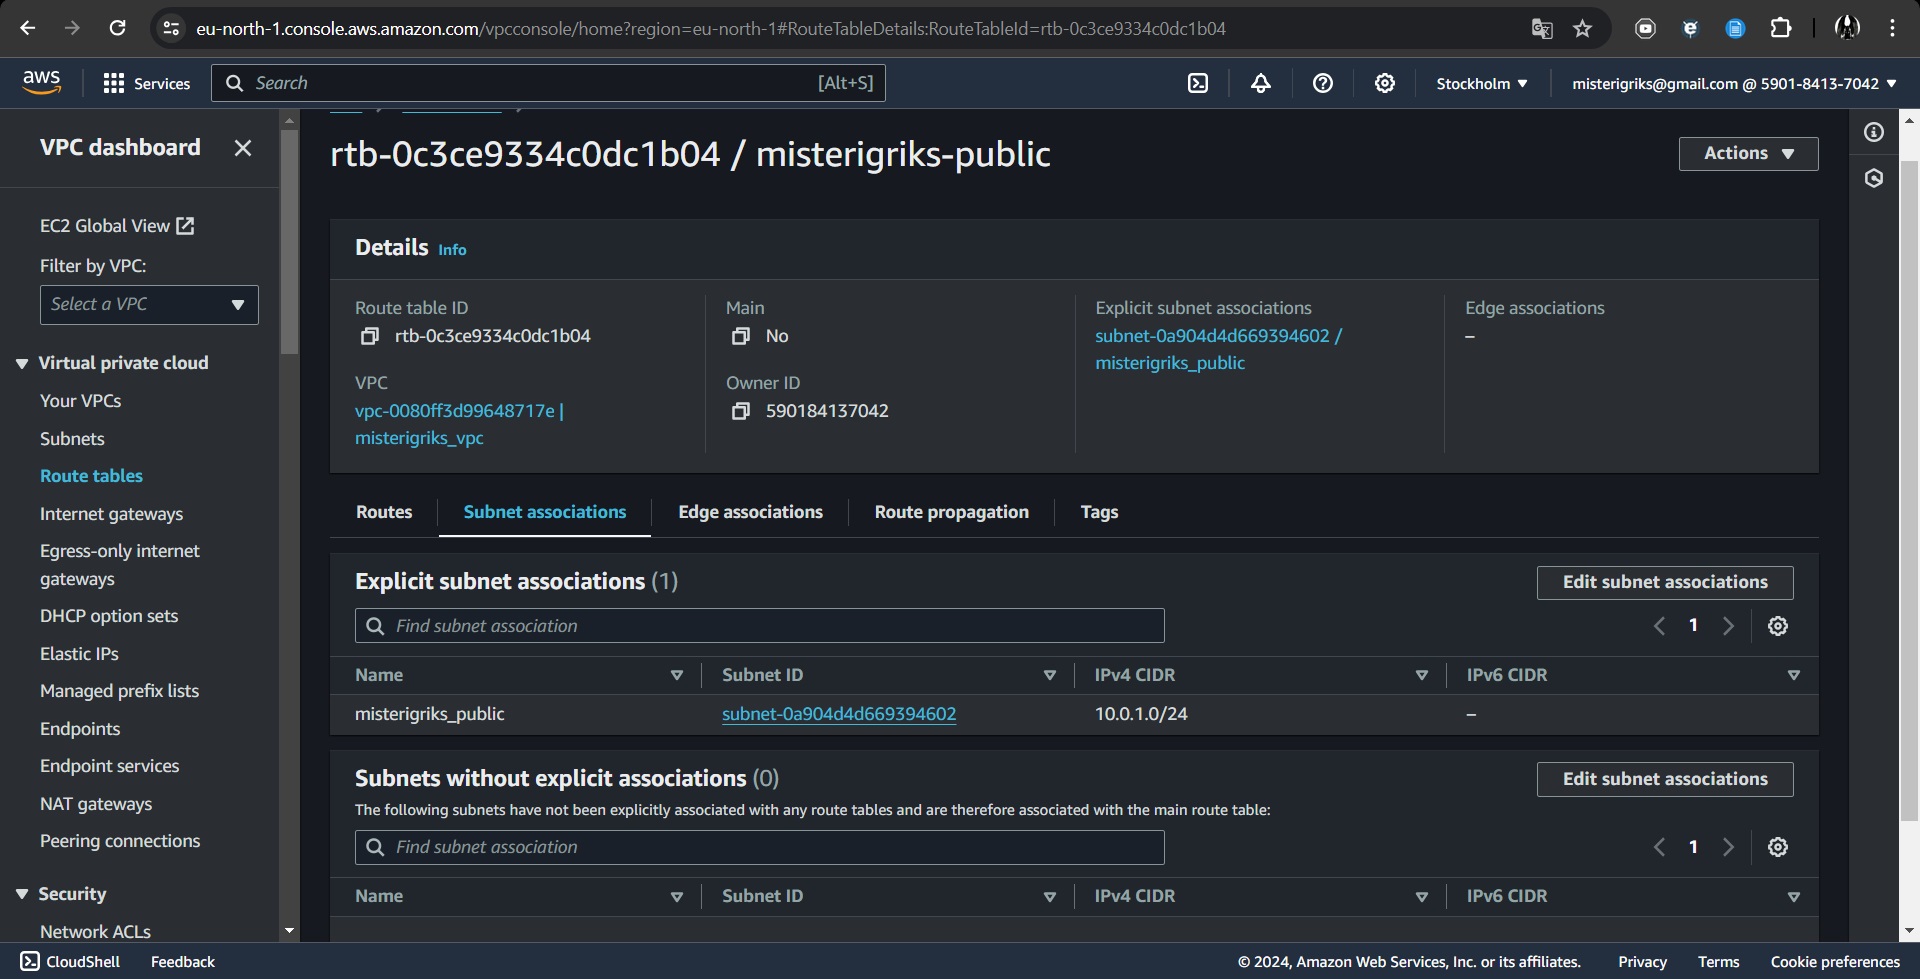 eu-north-1.console.aws.amazon.com/vpcconsole/home?region=eu-north-1#RouteTableDetails:RouteTableId=rtb-0c3ce9334c0dc1b04
aws
Services
Search
[Alt+S]
Stockholm
misterigriks@gmail.com @ 5901-8413-7042
VPC dashboard
EC2 Global View
Filter by VPC:
Select a VPC
Virtual private cloud
Your VPCs
Subnets
Route tables
Internet gateways
Egress-only internet
gateways
DHCP option sets
Elastic IPs
Managed prefix lists
Endpoints
Endpoint services
NAT gateways
Peering connections
Security
Network ACLs
rtb-0c3ce9334c0dc1b04 / misterigriks-public
Actions
Details Info
Route table ID
rtb-0c3ce9334c0dc1b04
Main
No
Explicit subnet associations
subnet-0a904d4d669394602 /
misterigriks_public
Edge associations
–
VPC
vpc-0080ff3d99648717e |
misterigriks_vpc
Owner ID
590184137042
Routes
Subnet associations
Edge associations
Route propagation
Tags
Explicit subnet associations (1)
Edit subnet associations
Find subnet association
1
Name
Subnet ID
IPv4 CIDR
IPv6 CIDR
misterigriks_public
subnet-0a904d4d669394602
10.0.1.0/24
–
Subnets without explicit associations (0)
Edit subnet associations
The following subnets have not been explicitly associated with any route tables and are therefore associated with the main route table:
Find subnet association
1
Name
Subnet ID
IPv4 CIDR
IPv6 CIDR
CloudShell
Feedback
© 2024, Amazon Web Services, Inc. or its affiliates.
Privacy
Terms
Cookie preferences